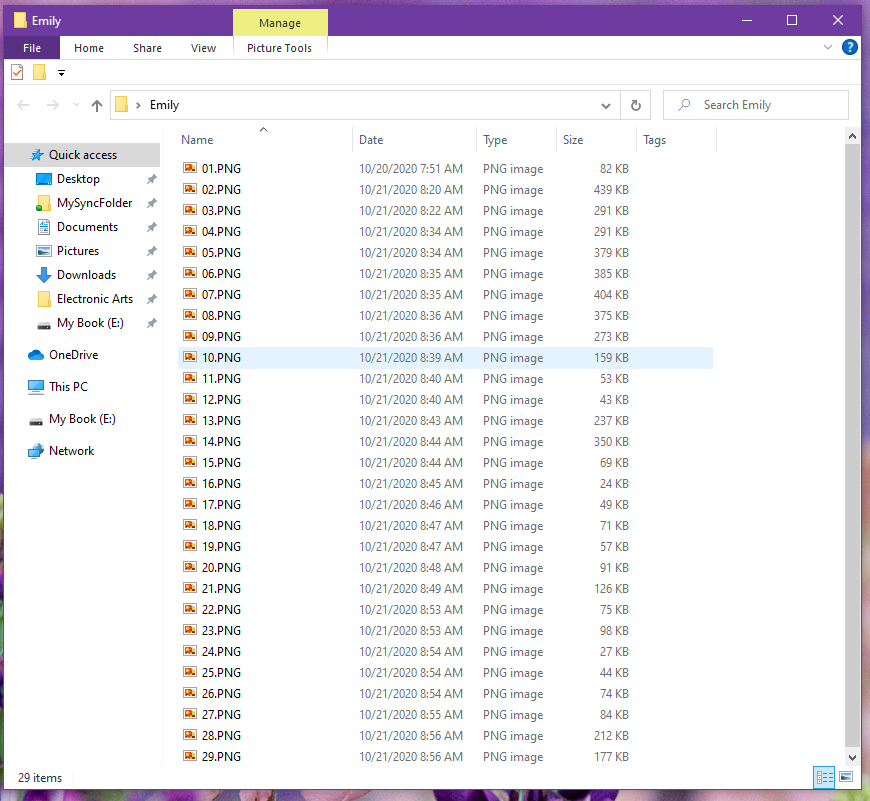 Emily
Manage
File Home Share View Picture Tools
?
Emily
Search Emily
Name Date Type Size Tags
Quick access
Desktop
MySyncFolder
Documents
Pictures
Downloads
Electronic Arts
My Book (E:)
OneDrive
This PC
My Book (E:)
Network
01.PNG 10/20/2020 7:51 AM PNG image 82 KB
02.PNG 10/21/2020 8:20 AM PNG image 439 KB
03.PNG 10/21/2020 8:22 AM PNG image 291 KB
04.PNG 10/21/2020 8:34 AM PNG image 291 KB
05.PNG 10/21/2020 8:34 AM PNG image 379 KB
06.PNG 10/21/2020 8:35 AM PNG image 385 KB
07.PNG 10/21/2020 8:35 AM PNG image 404 KB
08.PNG 10/21/2020 8:36 AM PNG image 375 KB
09.PNG 10/21/2020 8:36 AM PNG image 273 KB
10.PNG 10/21/2020 8:39 AM PNG image 159 KB
11.PNG 10/21/2020 8:40 AM PNG image 53 KB
12.PNG 10/21/2020 8:40 AM PNG image 43 KB
13.PNG 10/21/2020 8:43 AM PNG image 237 KB
14.PNG 10/21/2020 8:44 AM PNG image 350 KB
15.PNG 10/21/2020 8:44 AM PNG image 69 KB
16.PNG 10/21/2020 8:45 AM PNG image 24 KB
17.PNG 10/21/2020 8:46 AM PNG image 49 KB
18.PNG 10/21/2020 8:47 AM PNG image 71 KB
19.PNG 10/21/2020 8:47 AM PNG image 57 KB
20.PNG 10/21/2020 8:48 AM PNG image 91 KB
21.PNG 10/21/2020 8:49 AM PNG image 126 KB
22.PNG 10/21/2020 8:53 AM PNG image 75 KB
23.PNG 10/21/2020 8:53 AM PNG image 98 KB
24.PNG 10/21/2020 8:54 AM PNG image 27 KB
25.PNG 10/21/2020 8:54 AM PNG image 44 KB
26.PNG 10/21/2020 8:54 AM PNG image 74 KB
27.PNG 10/21/2020 8:55 AM PNG image 84 KB
28.PNG 10/21/2020 8:56 AM PNG image 212 KB
29.PNG 10/21/2020 8:56 AM PNG image 177 KB
29 items